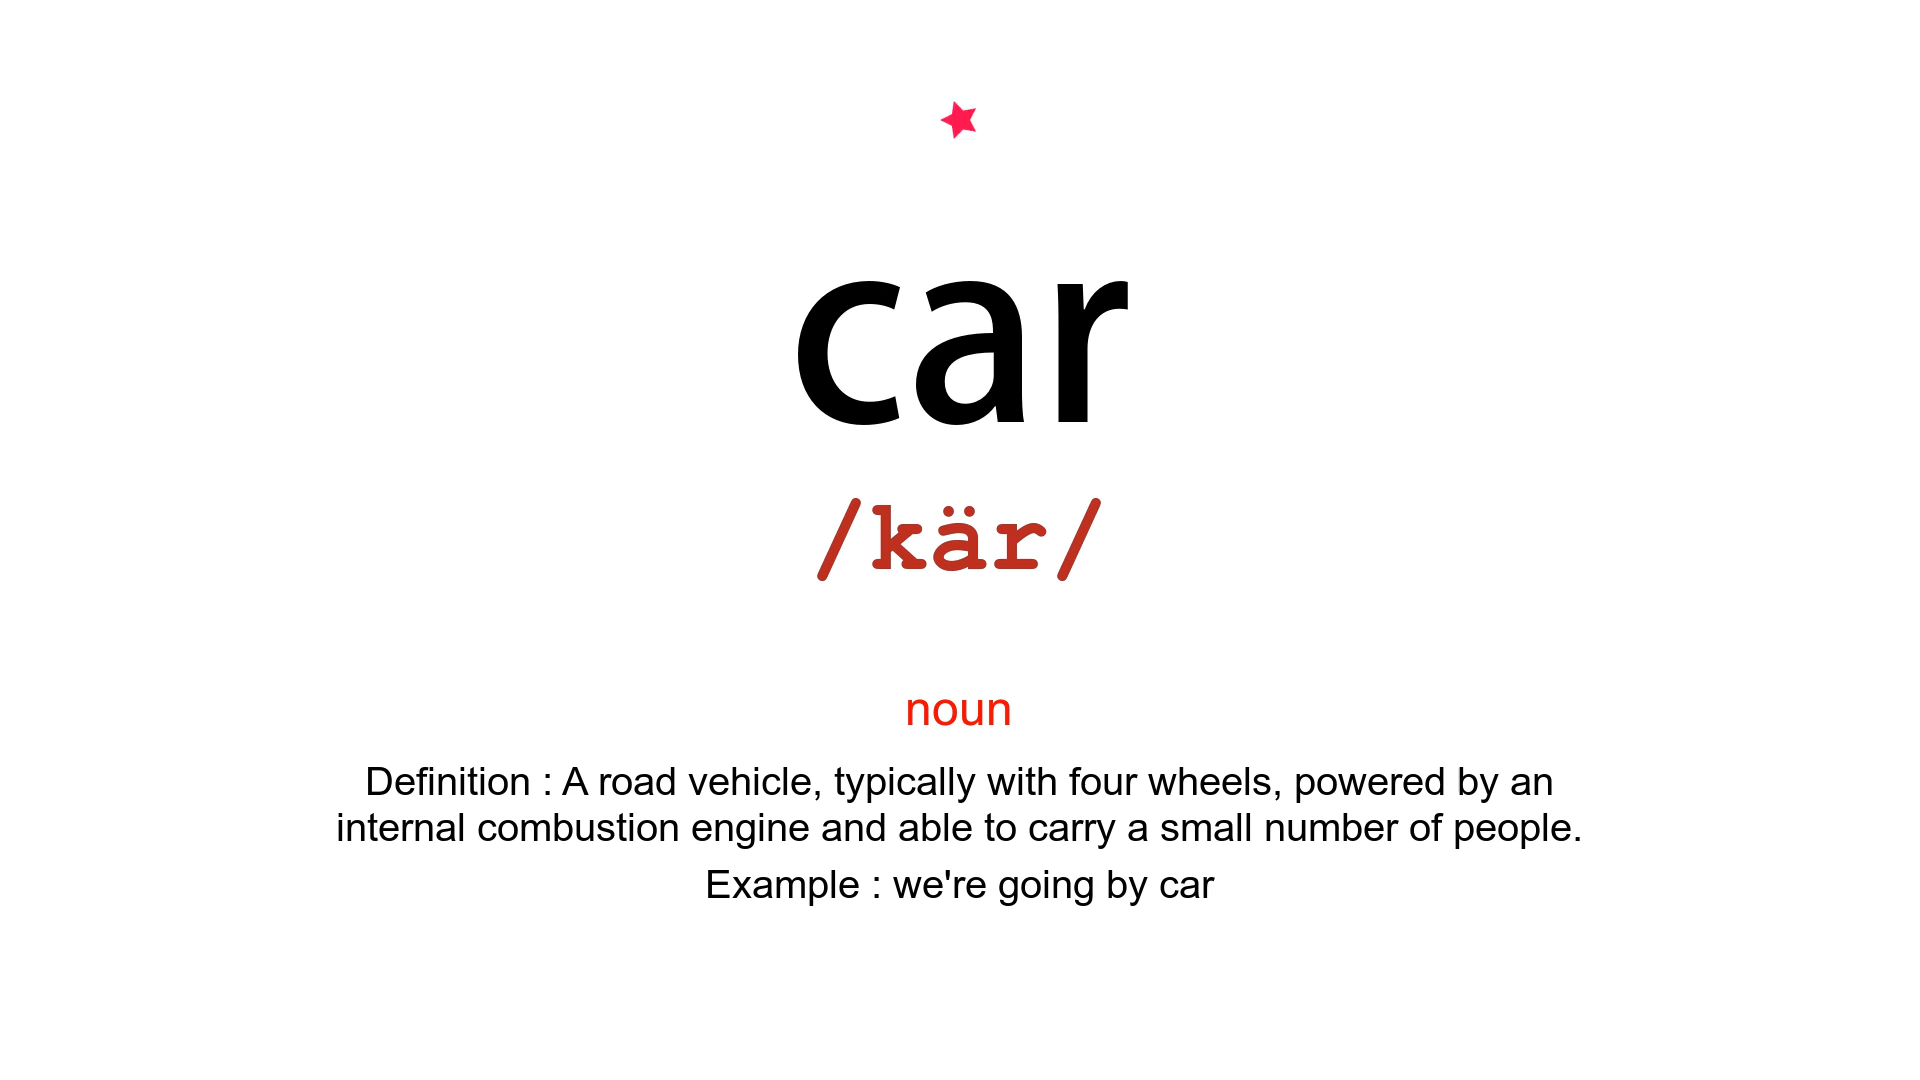 car
/kär/
noun
Definition : A road vehicle, typically with four wheels, powered by an
internal combustion engine and able to carry a small number of people.
Example : we're going by car